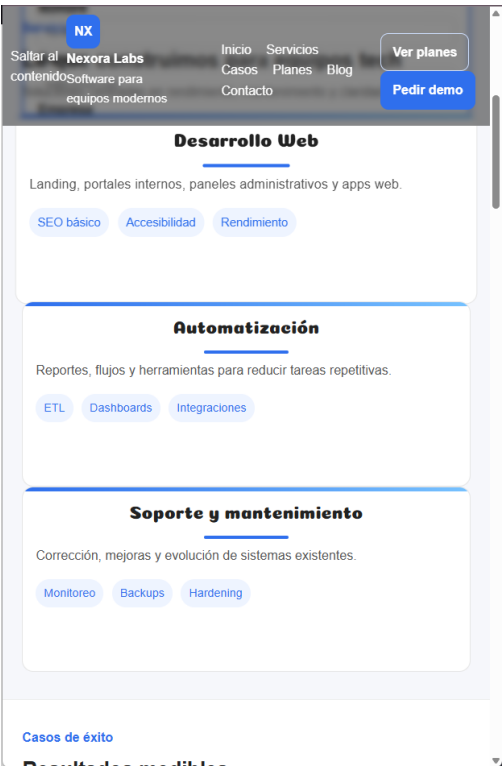 NX
Saltar al
contenido
Nexora Labs
Software para
equipos modernos
Inicio Servicios
Casos Planes Blog
Contacto
Ver planes
Pedir demo
Desarrollo Web
Landing, portales internos, paneles administrativos y apps web.
SEO básico Accesibilidad Rendimiento
Automatización
Reportes, flujos y herramientas para reducir tareas repetitivas.
ETL Dashboards Integraciones
Soporte y mantenimiento
Corrección, mejoras y evolución de sistemas existentes.
Monitoreo Backups Hardening
Casos de éxito
Resultados medibles